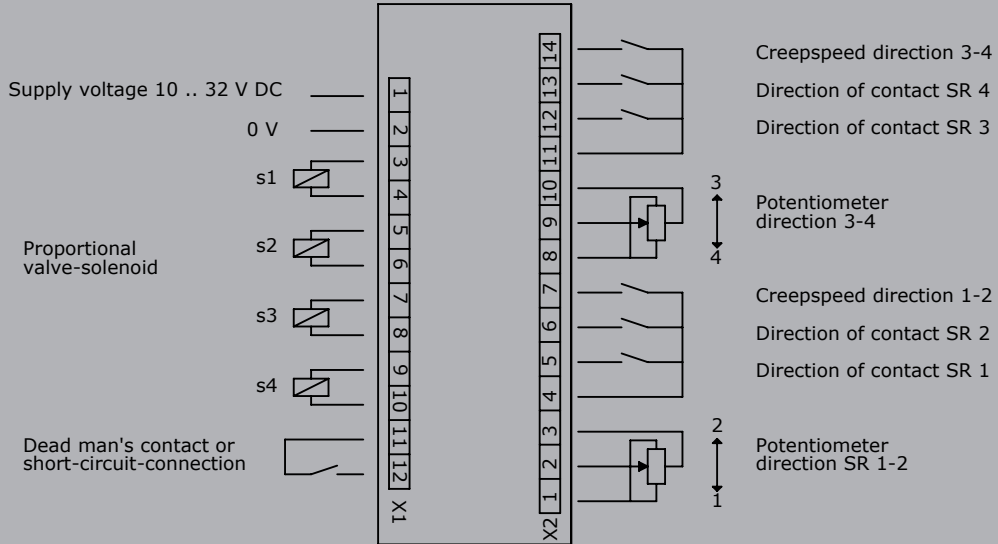 Supply voltage 10 .. 32 V DC
0 V
s1
s2
Proportional
valve-solenoid
s3
s4
Dead man's contact or
short-circuit-connection
1
2
3
4
5
6
7
8
9
10
11
12
X1
14
13
12
11
10
9
8
7
6
5
4
3
2
1
X2
Creepspeed direction 3-4
Direction of contact SR 4
Direction of contact SR 3
3
4
Potentiometer
direction 3-4
Creepspeed direction 1-2
Direction of contact SR 2
Direction of contact SR 1
2
1
Potentiometer
direction SR 1-2